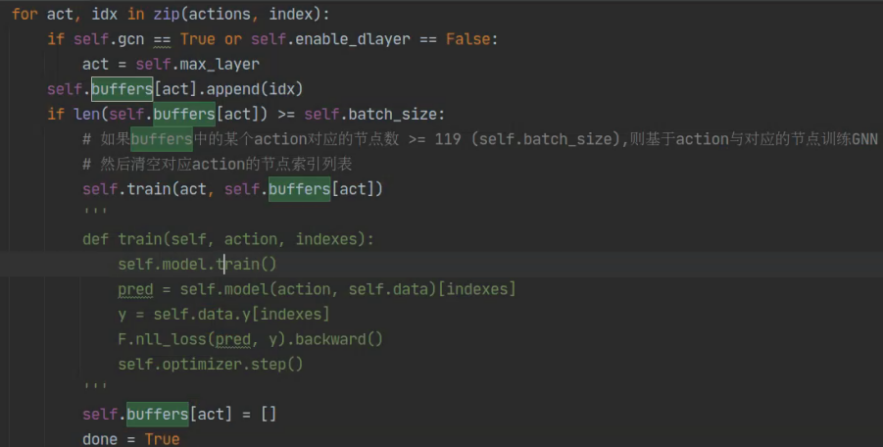 for act, idx in zip(actions, index):
if self.gcn == True or self.enable_dlayer == False:
act = self.max_layer
self.buffers[act].append(idx)
if len(self.buffers[act]) >= self.batch_size:
# 如果buffers中的某个action对应的节点数 >= 119 (self.batch_size),则基于action与对应的节点训练GNN
# 然后清空对应action的节点索引列表
self.train(act, self.buffers[act])
'''
def train(self, action, indexes):
self.model.train()
pred = self.model(action, self.data)[indexes]
y = self.data.y[indexes]
F.nll_loss(pred, y).backward()
self.optimizer.step()
'''
self.buffers[act] = []
done = True